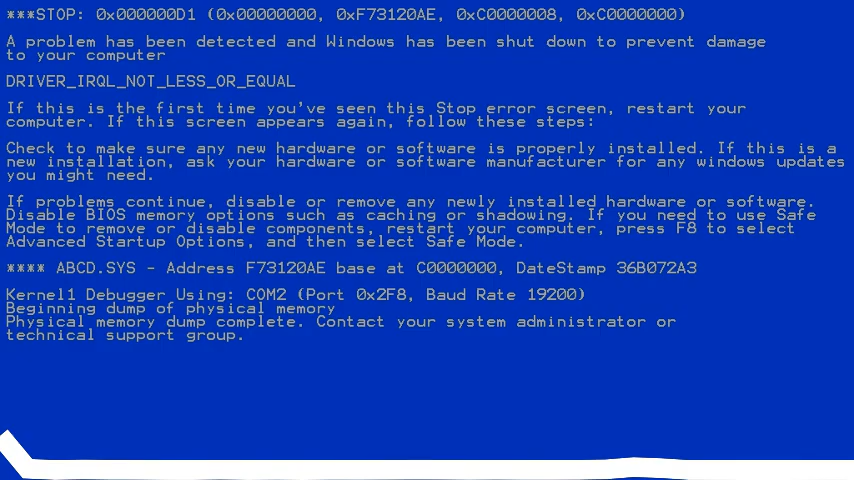 ***STOP: 0x000000D1 (0x00000000, 0xF73120AE, 0xC0000008, 0xC0000000)
A problem has been detected and Windows has been shut down to prevent damage
to your computer
DRIVER_IRQL_NOT_LESS_OR_EQUAL
If this is the first time you've seen this Stop error screen, restart your
computer. If this screen appears again, follow these steps:
Check to make sure any new hardware or software is properly installed. If this is a
new installation, ask your hardware or software manufacturer for any windows updates
you might need.
If problems continue, disable or remove any newly installed hardware or software.
Disable BIOS memory options such as caching or shadowing. If you need to use Safe
Mode to remove or disable components, restart your computer, press F8 to select
Advanced Startup Options, and then select Safe Mode.
**** ABCD.SYS - Address F73120AE base at C0000000, DateStamp 36B072A3
Kernel1 Debugger Using: COM2 (Port 0x2F8, Baud Rate 19200)
Beginning dump of physical memory
Physical memory dump complete. Contact your system administrator or
technical support group.